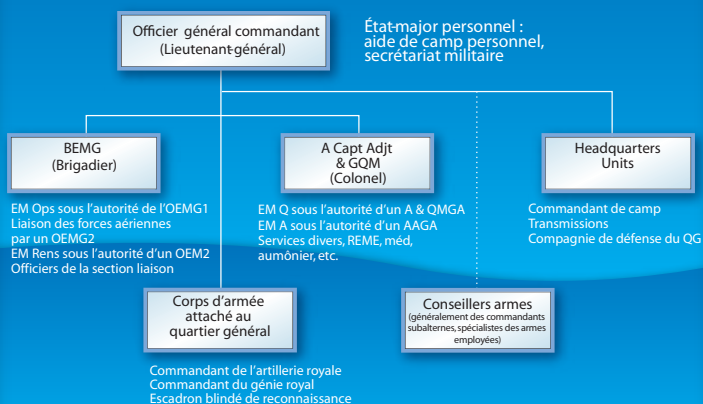 Officier général commandant
(Lieutenant-général)
État-major personnel :
aide de camp personnel,
secrétariat militaire
BEMG
(Brigadier)
A Capt Adjt
& GQM
(Colonel)
Headquarters
Units
EM Ops sous l'autorité de l'OEMG1
Liaison des forces aériennes
par un OEMG2
EM Rens sous l'autorité d'un OEM2
Officiers de la section liaison
EM Q sous l'autorité d'un A & QMGA
EM A sous l'autorité d'un AAGA
Services divers, REME, méd,
aumônier, etc.
Commandant de camp
Transmissions
Compagnie de défense du QG
Corps d'armée
attaché au
quartier général
Conseillers armes
(généralement des commandants
subalternes, spécialistes des armes
employées)
Commandant de l'artillerie royale
Commandant du génie royal
Escadron blindé de reconnaissance